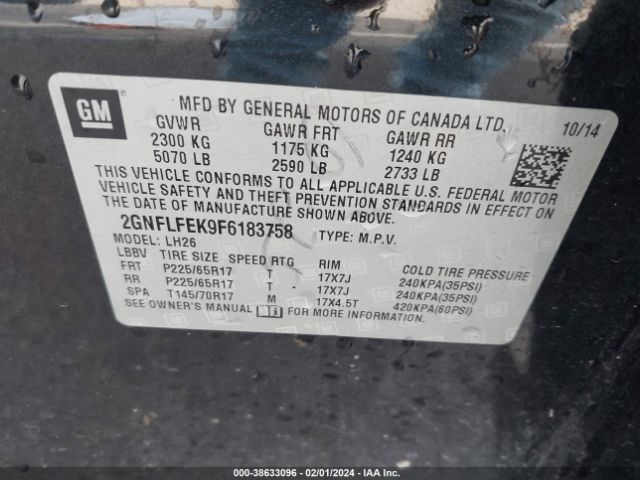 GM
MFD BY GENERAL MOTORS OF CANADA LTD.
10/14
GVWR GAWR FRT GAWR RR
2300 KG 1175 KG 1240 KG
5070 LB 2590 LB 2733 LB
THIS VEHICLE CONFORMS TO ALL APPLICABLE U.S. FEDERAL MOTOR
VEHICLE SAFETY AND THEFT PREVENTION STANDARDS IN EFFECT ON
THE DATE OF MANUFACTURE SHOWN ABOVE.
2GNFLFEK9F6183758 TYPE: M.P.V.
MODEL: LH26
LBBV TIRE SIZE SPEED RTG RIM COLD TIRE PRESSURE
FRT P225/65R17 T 17X7J 240KPA(35PSI)
RR P225/65R17 T 17X7J 240KPA(35PSI)
SPA T145/70R17 M 17X4.5T 420KPA(60PSI)
SEE OWNER'S MANUAL FOR MORE INFORMATION.
000-38633096 - 02/01/2024 - IAA Inc.